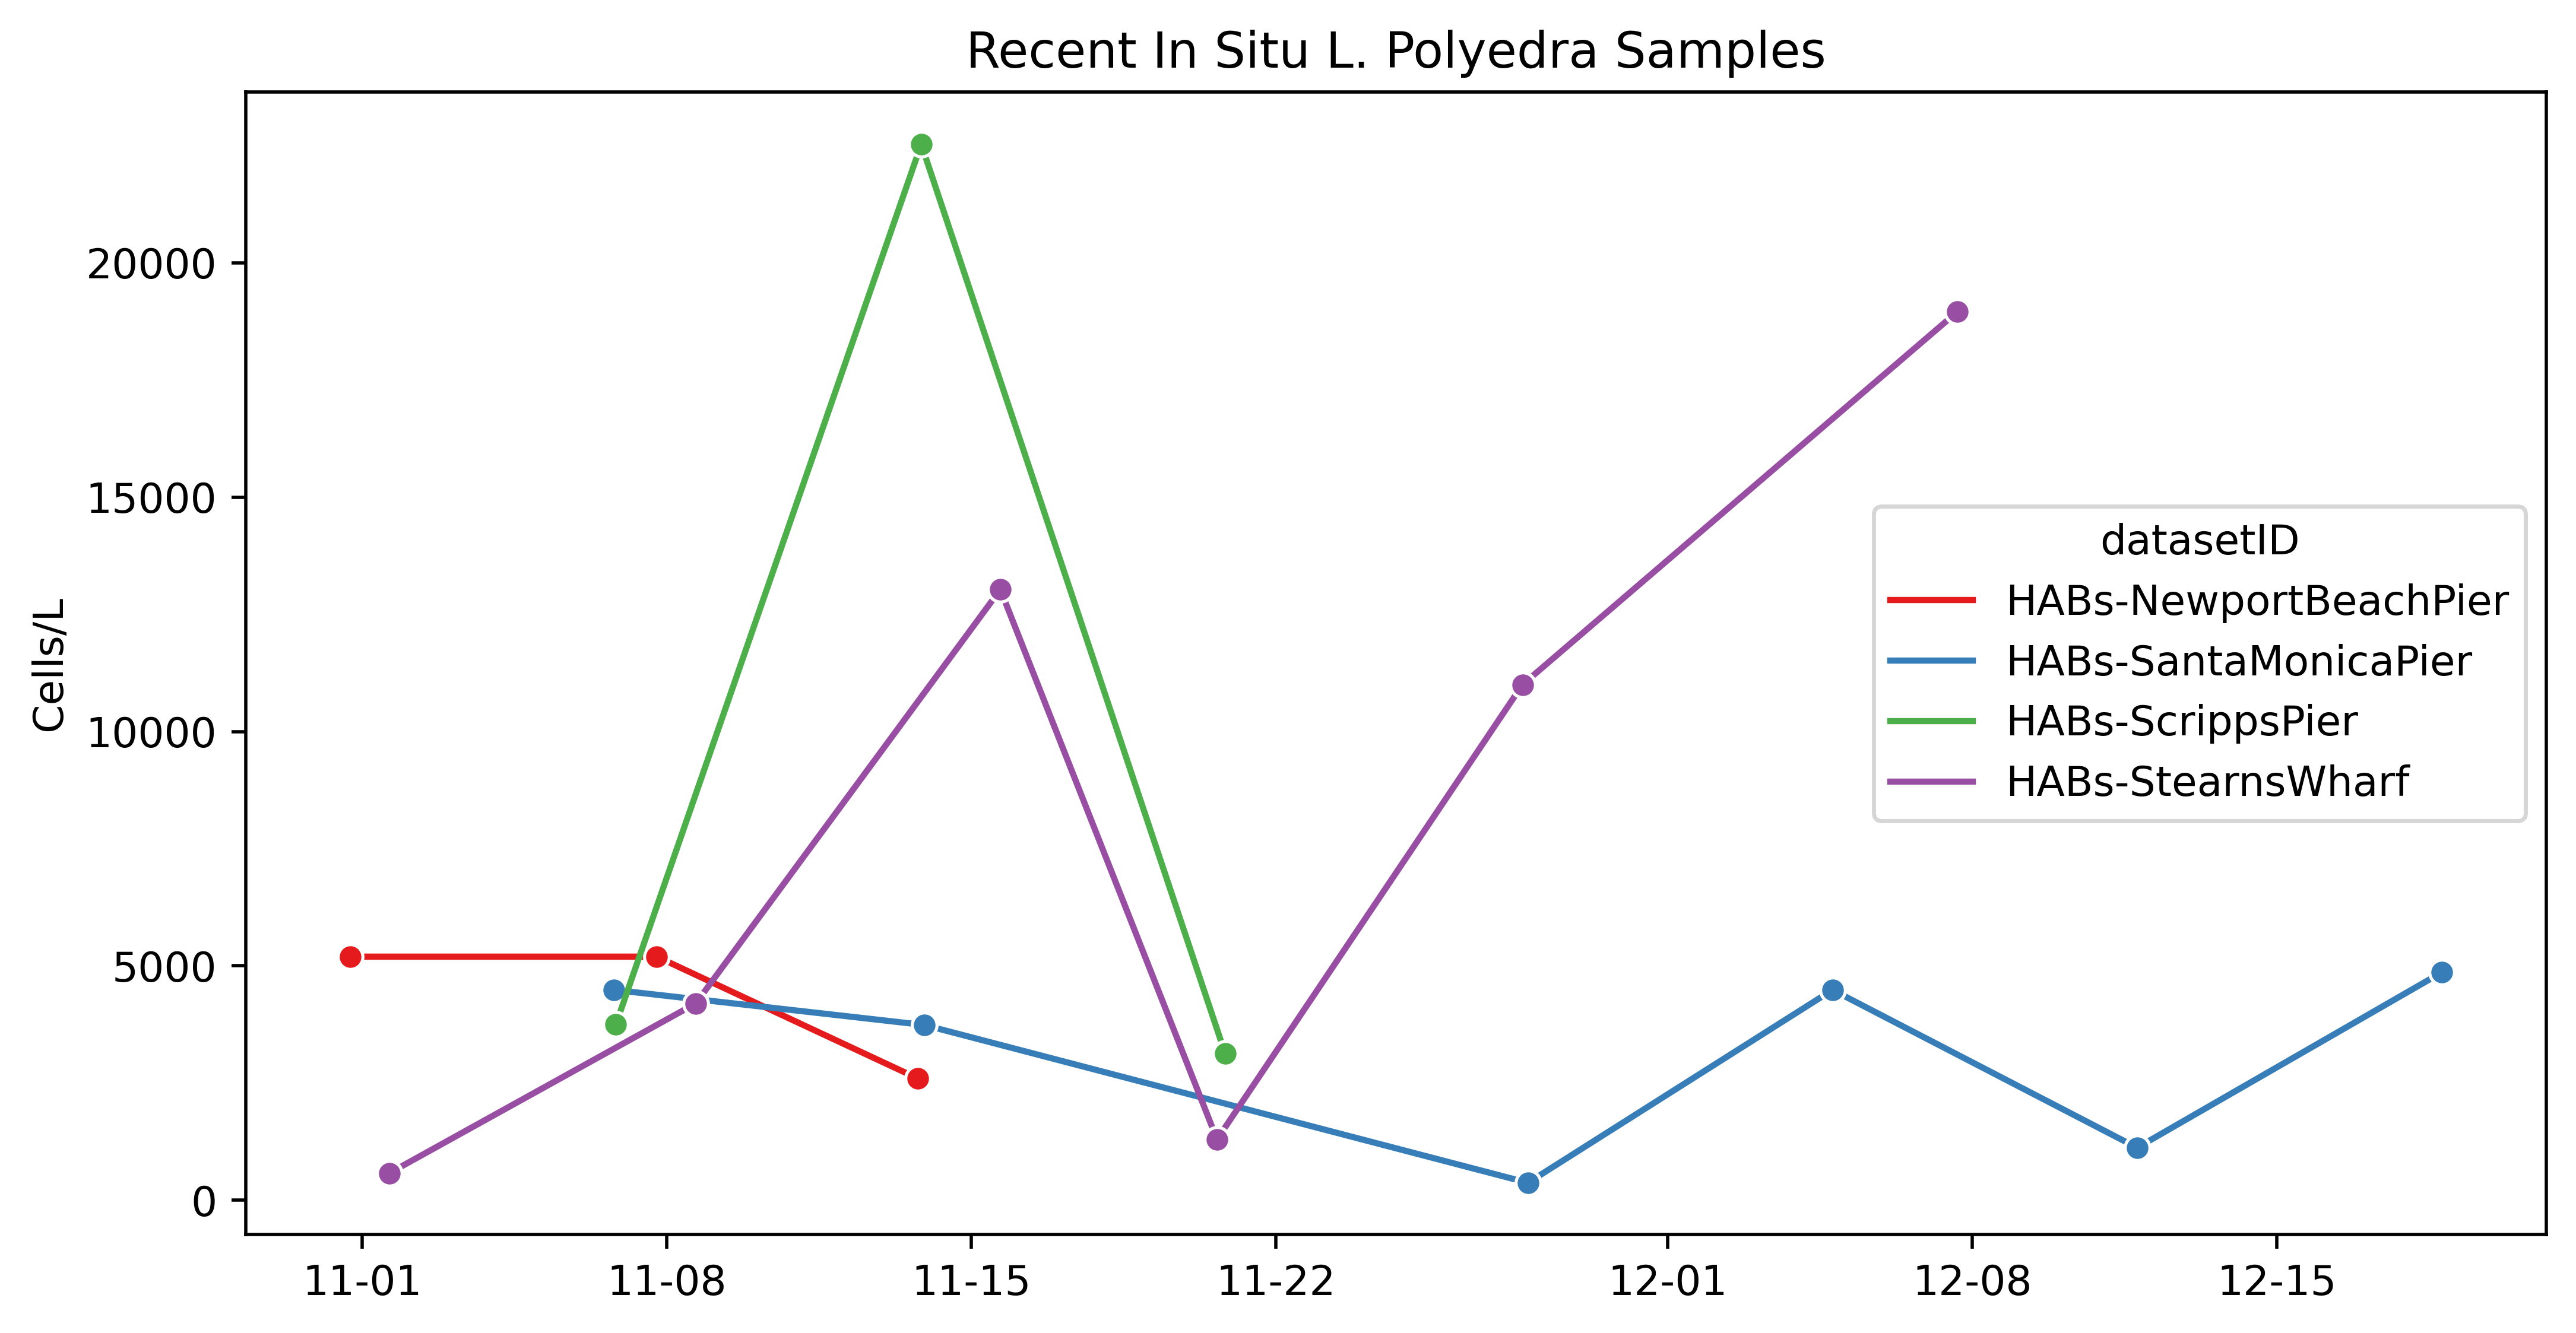 Recent In Situ L. Polyedra Samples
Cells/L
20000
15000
10000
5000
0
datasetID
HABs-NewportBeachPier
HABs-SantaMonicaPier
HABs-ScrippsPier
HABs-StearnsWharf
11-01 11-08 11-15 11-22 12-01 12-08 12-15